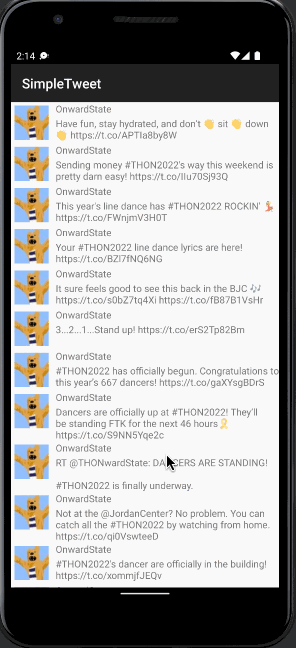 2:14
SimpleTweet
OnwardState
Have fun, stay hydrated, and don't 👏 sit 👏 down
👏 https://t.co/APTIa8by8W
OnwardState
Sending money #THON2022's way this weekend is
pretty darn easy! https://t.co/IIu70Sj93Q
OnwardState
This year's line dance has #THON2022 ROCKIN' 💃
https://t.co/FWnjmV3H0T
OnwardState
Your #THON2022 line dance lyrics are here!
https://t.co/BZI7fNQ6NG
OnwardState
It sure feels good to see this back in the BJC 🎶
https://t.co/s0bZ7tq4Xi https://t.co/fB87B1VsHr
OnwardState
3...2...1...Stand up! https://t.co/erS2Tp82Bm
OnwardState
#THON2022 has officially begun. Congratulations to
this year's 667 dancers! https://t.co/gaXYsgBDrS
OnwardState
Dancers are officially up at #THON2022! They'll
be standing FTK for the next 46 hours🎗
https://t.co/S9NN5Yqe2c
OnwardState
RT @THONwardState: DANCERS ARE STANDING!
#THON2022 is finally underway.
OnwardState
Not at the @JordanCenter? No problem. You can
catch all the #THON2022 by watching from home.
https://t.co/qi0VswteeD
OnwardState
#THON2022's dancer are officially in the building!
https://t.co/xommjfJEQv